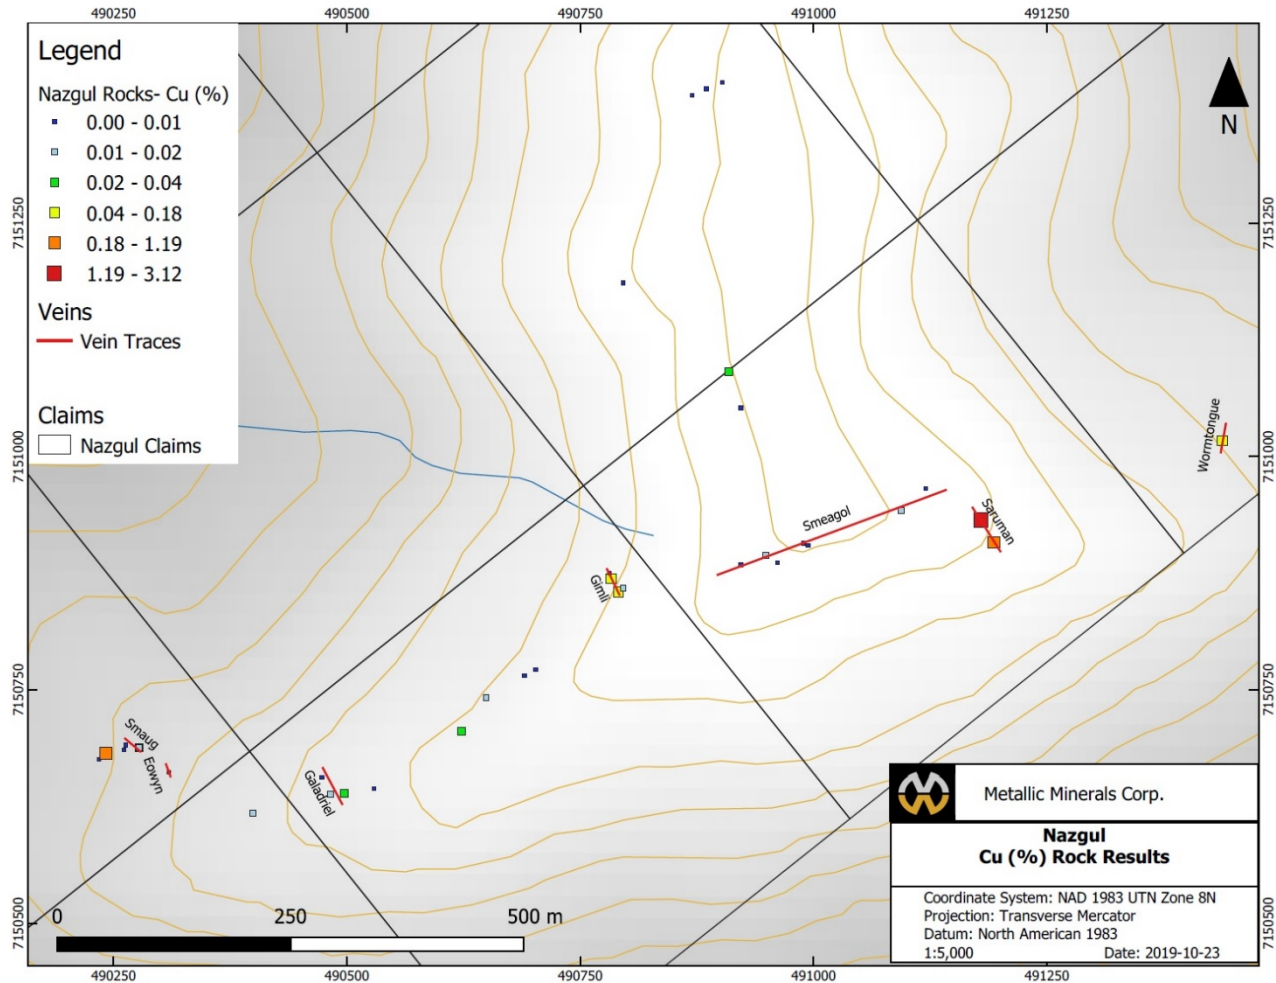 490250 490500 490750 491000 491250
Legend
Nazgul Rocks- Cu (%)
0.00 - 0.01
0.01 - 0.02
0.02 - 0.04
0.04 - 0.18
0.18 - 1.19
1.19 - 3.12
Veins
Vein Traces
Claims
Nazgul Claims
N
7151250 7151250
7151000 7151000
7150750 7150750
7150500 7150500
Wormtongue
Saruman
Smeagol
Gimli
Smaug
Eowyn
Galadriel
0 250 500 m
Metallic Minerals Corp.
Nazgul
Cu (%) Rock Results
Coordinate System: NAD 1983 UTN Zone 8N
Projection: Transverse Mercator
Datum: North American 1983
1:5,000 Date: 2019-10-23
490250 490500 490750 491000 491250